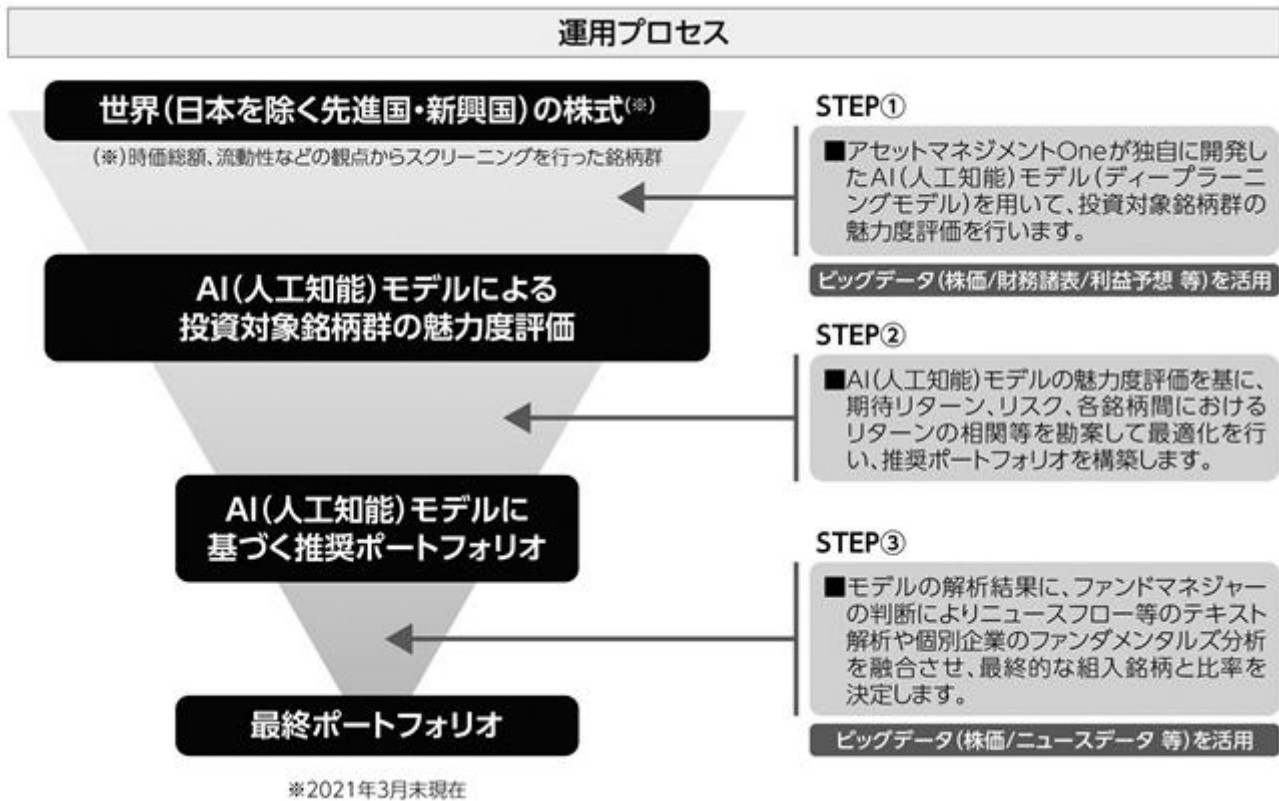 運用プロセス
世界(日本を除く先進国・新興国)の株式(※)
(※)時価総額、流動性などの観点からスクリーニングを行った銘柄群
STEP①
■アセットマネジメントOneが独自に開発し
たAI(人工知能)モデル(ディープラーニ
ングモデル)を用いて、投資対象銘柄群の
魅力度評価を行います。
ビッグデータ(株価/財務諸表/利益予想 等)を活用
AI(人工知能)モデルによる
投資対象銘柄群の魅力度評価
STEP②
■AI(人工知能)モデルの魅力度評価を基に、
期待リターン、リスク、各銘柄間における
リターンの相関等を勘案して最適化を行
い、推奨ポートフォリオを構築します。
AI(人工知能)モデルに
基づく推奨ポートフォリオ
STEP③
■モデルの解析結果に、ファンドマネジャー
の判断によりニュースフロー等のテキスト
解析や個別企業のファンダメンタルズ分析
を融合させ、最終的な組入銘柄と比率を
決定します。
ビッグデータ(株価/ニュースデータ 等)を活用
最終ポートフォリオ
※2021年3月末現在